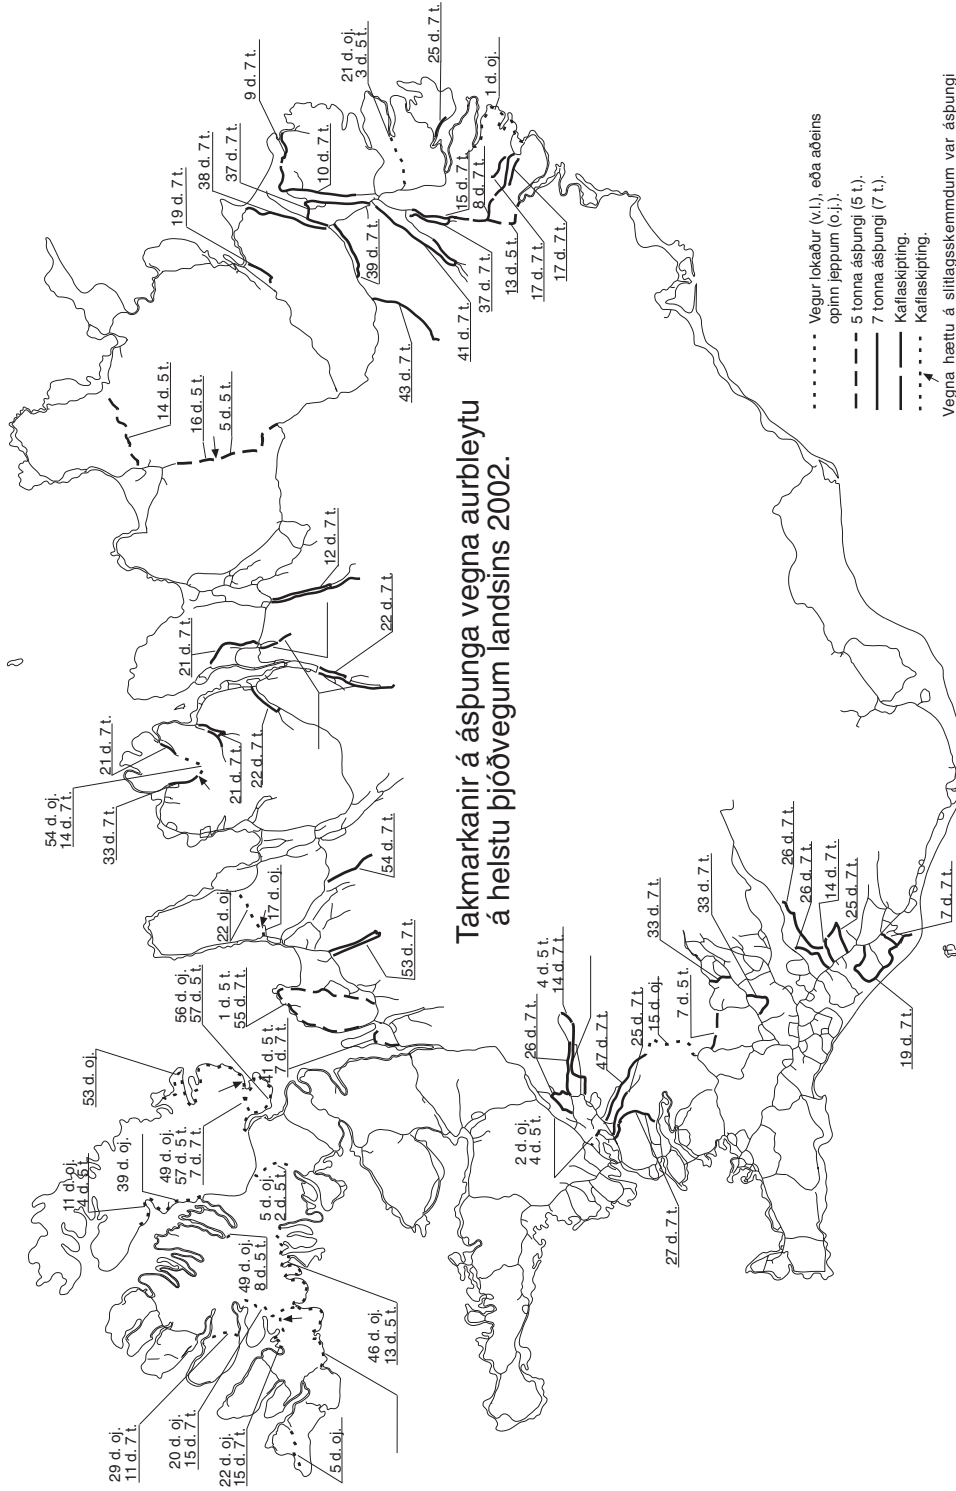 Takmarkanir á ásþunga vegna aurbleytu
á helstu þjóðvegum landsins 2002.
29 d. oj.
11 d. 7 t.
20 d. oj.
15 d. 7 t.
22 d. oj.
15 d. 7 t.
5 d. oj.
46 d. oj.
13 d. 5 t.
49 d. oj.
8 d. 5 t.
5 d. oj.
2 d. 5 t.
11 d. oj.
4 d. 5 t.
39 d. oj.
49 d. oj.
57 d. 5 t.
7 d. 7 t.
53 d. oj.
56 d. oj.
57 d. 5 t.
41 d. 5 t.
7 d. 7 t.
1 d. 5 t.
55 d. 7 t.
22 d. oj.
17 d. oj.
53 d. 7 t.
54 d. 7 t.
54 d. oj.
14 d. 7 t.
33 d. 7 t.
21 d. 7 t.
21 d. 7 t.
22 d. 7 t.
21 d. 7 t.
22 d. 7 t.
12 d. 7 t.
14 d. 5 t.
16 d. 5 t.
5 d. 5 t.
19 d. 7 t.
38 d. 7 t.
37 d. 7 t.
9 d. 7 t.
10 d. 7 t.
21 d. oj.
3 d. 5 t.
25 d. 7 t.
1 d. oj.
39 d. 7 t.
43 d. 7 t.
41 d. 7 t.
37 d. 7 t.
15 d. 7 t.
8 d. 7 t.
13 d. 5 t.
17 d. 7 t.
17 d. 7 t.
2 d. oj.
4 d. 5 t.
26 d. 7 t.
4 d. 5 t.
14 d. 7 t.
47 d. 7 t.
25 d. 7 t.
15 d. oj.
7 d. 5 t.
27 d. 7 t.
33 d. 7 t.
33 d. 7 t.
26 d. 7 t.
26 d. 7 t.
14 d. 7 t.
25 d. 7 t.
7 d. 7 t.
19 d. 7 t.
Vegur lokaður (v.l.), eða aðeins
opinn jeppum (o.j.).
5 tonna ásþungi (5 t.).
7 tonna ásþungi (7 t.).
Kaflaskipting.
Kaflaskipting.
Vegna hættu á slitlagsskemmdum var ásþungi